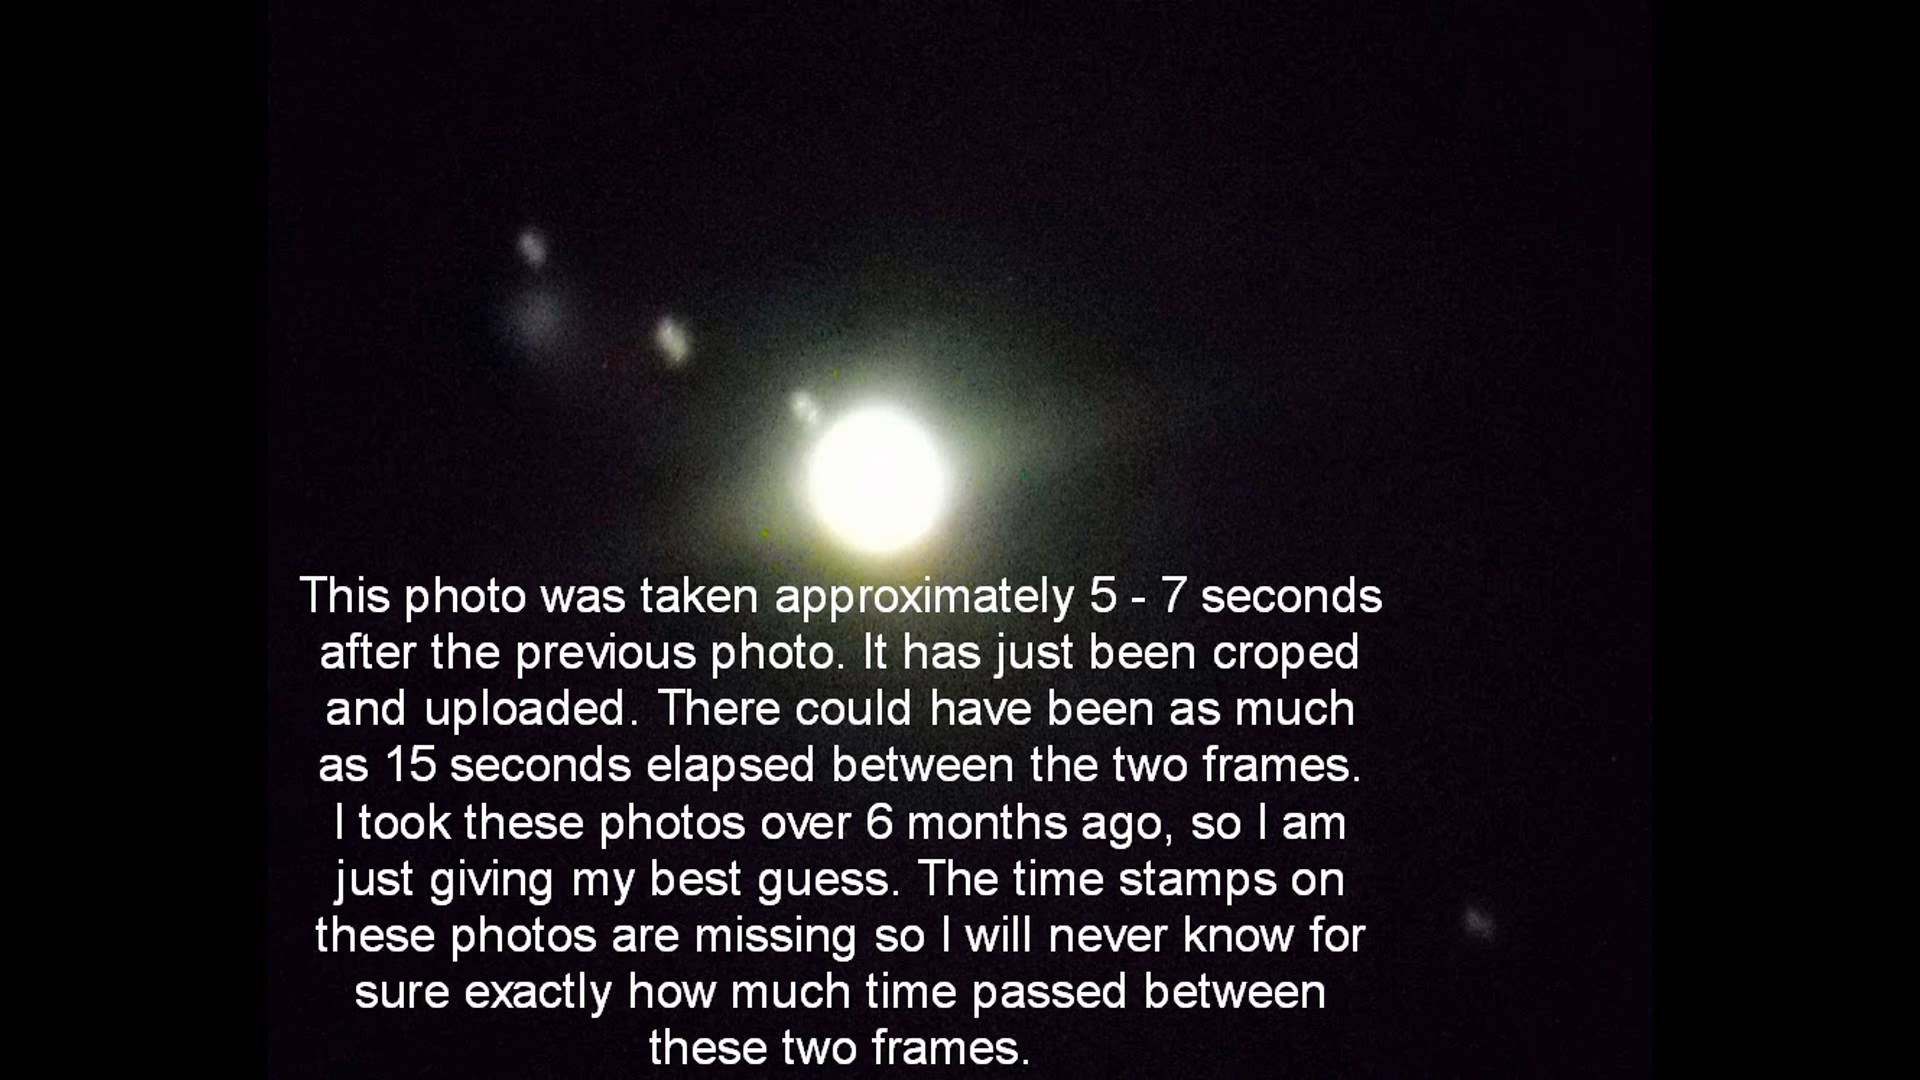 This photo was taken approximately 5 - 7 seconds
after the previous photo. It has just been croped
and uploaded. There could have been as much
as 15 seconds elapsed between the two frames.
I took these photos over 6 months ago, so I am
just giving my best guess. The time stamps on
these photos are missing so I will never know for
sure exactly how much time passed between
these two frames.